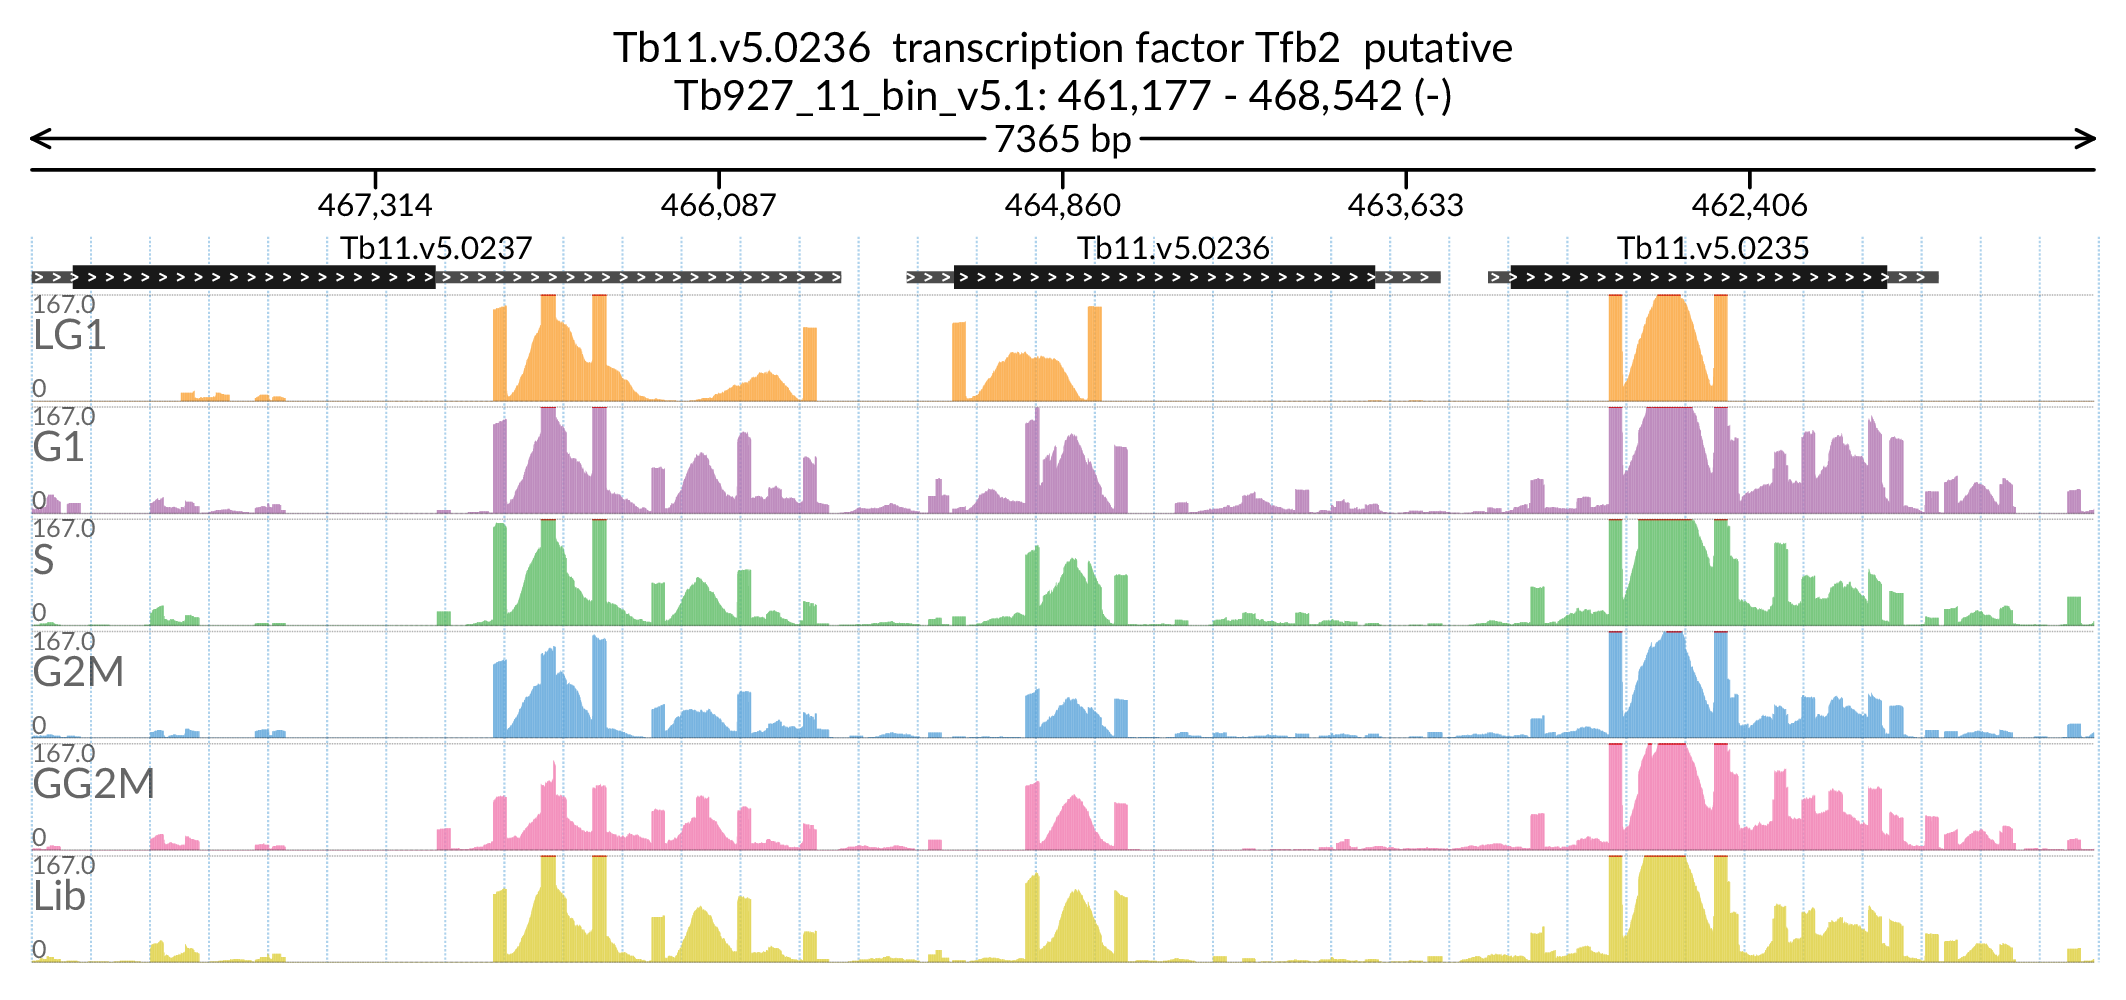 Tb11.v5.0236 transcription factor Tfb2 putative
Tb927_11_bin_v5.1: 461,177 - 468,542 (-)
7365 bp
467,314 466,087 464,860 463,633 462,406
Tb11.v5.0237 Tb11.v5.0236 Tb11.v5.0235
167.0
LG1
0
167.0
G1
0
167.0
S
0
167.0
G2M
0
167.0
GG2M
0
167.0
Lib
0